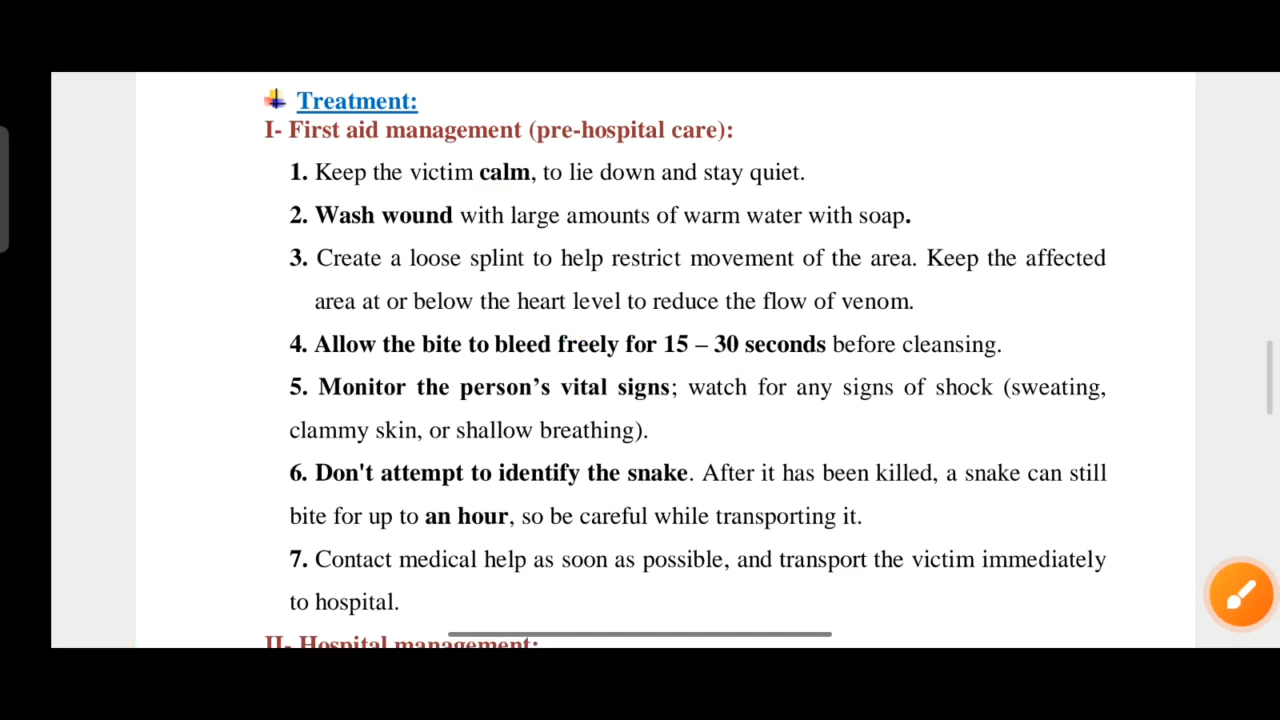 Treatment:
I- First aid management (pre-hospital care):
1. Keep the victim calm, to lie down and stay quiet.
2. Wash wound with large amounts of warm water with soap.
3. Create a loose splint to help restrict movement of the area. Keep the affected
area at or below the heart level to reduce the flow of venom.
4. Allow the bite to bleed freely for 15 – 30 seconds before cleansing.
5. Monitor the person’s vital signs; watch for any signs of shock (sweating,
clammy skin, or shallow breathing).
6. Don't attempt to identify the snake. After it has been killed, a snake can still
bite for up to an hour, so be careful while transporting it.
7. Contact medical help as soon as possible, and transport the victim immediately
to hospital.
II- Hospital management: